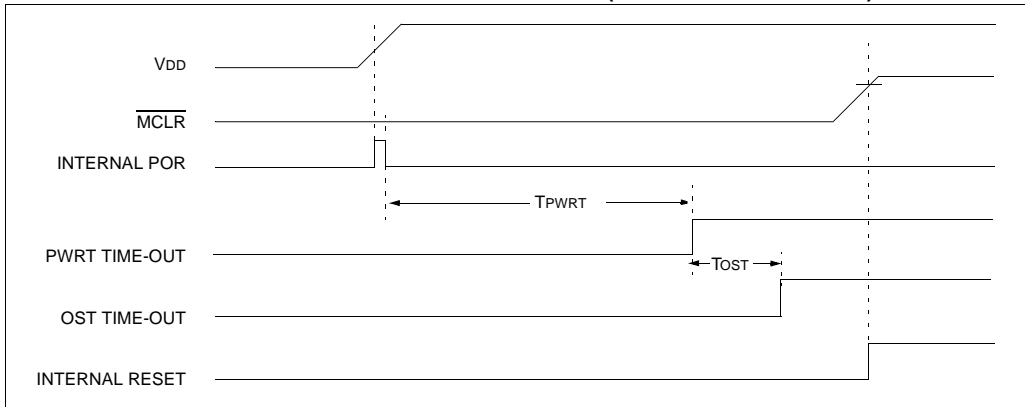 VDD
MCLR
INTERNAL POR
TPWRT
PWRT TIME-OUT
TOST
OST TIME-OUT
INTERNAL RESET